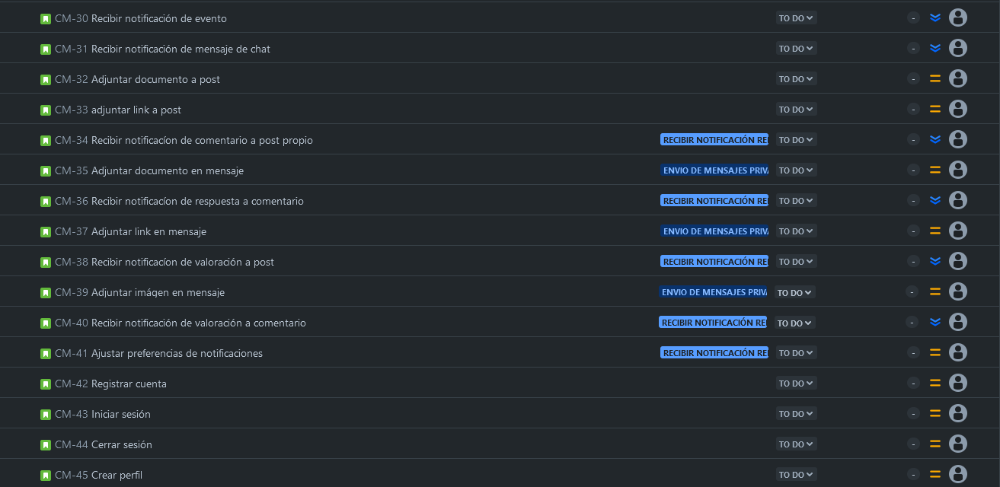 CM-30 Recibir notificación de evento TO DO -
CM-31 Recibir notificación de mensaje de chat TO DO -
CM-32 Adjuntar documento a post TO DO -
CM-33 adjuntar link a post TO DO -
CM-34 Recibir notificacíon de comentario a post propio RECIBIR NOTIFICACIÓN RE TO DO -
CM-35 Adjuntar documento en mensaje ENVIO DE MENSAJES PRIV TO DO -
CM-36 Recibir notificacíon de respuesta a comentario RECIBIR NOTIFICACIÓN RE TO DO -
CM-37 Adjuntar link en mensaje ENVIO DE MENSAJES PRIV TO DO -
CM-38 Recibir notificacíon de valoración a post RECIBIR NOTIFICACIÓN RE TO DO -
CM-39 Adjuntar imágen en mensaje ENVIO DE MENSAJES PRIV TO DO -
CM-40 Recibir notificación de valoración a comentario RECIBIR NOTIFICACIÓN RE TO DO -
CM-41 Ajustar preferencias de notificaciones RECIBIR NOTIFICACIÓN RE TO DO -
CM-42 Registrar cuenta TO DO -
CM-43 Iniciar sesión TO DO -
CM-44 Cerrar sesión TO DO -
CM-45 Crear perfil TO DO -